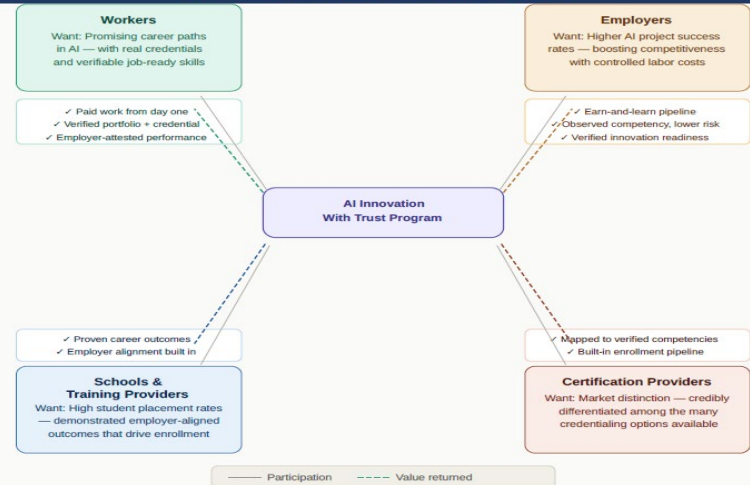 Workers
Want: Promising career paths
in AI — with real credentials
and verifiable job-ready skills
✓ Paid work from day one
✓ Verified portfolio + credential
✓ Employer-attested performance
Employers
Want: Higher AI project success
rates — boosting competitiveness
with controlled labor costs
✓ Earn-and-learn pipeline
✓ Observed competency, lower risk
✓ Verified innovation readiness
AI Innovation
With Trust Program
✓ Proven career outcomes
✓ Employer alignment built in
Schools &
Training Providers
Want: High student placement rates
— demonstrated employer-aligned
outcomes that drive enrollment
✓ Mapped to verified competencies
✓ Built-in enrollment pipeline
Certification Providers
Want: Market distinction — credibly
differentiated among the many
credentialing options available
Participation
Value returned